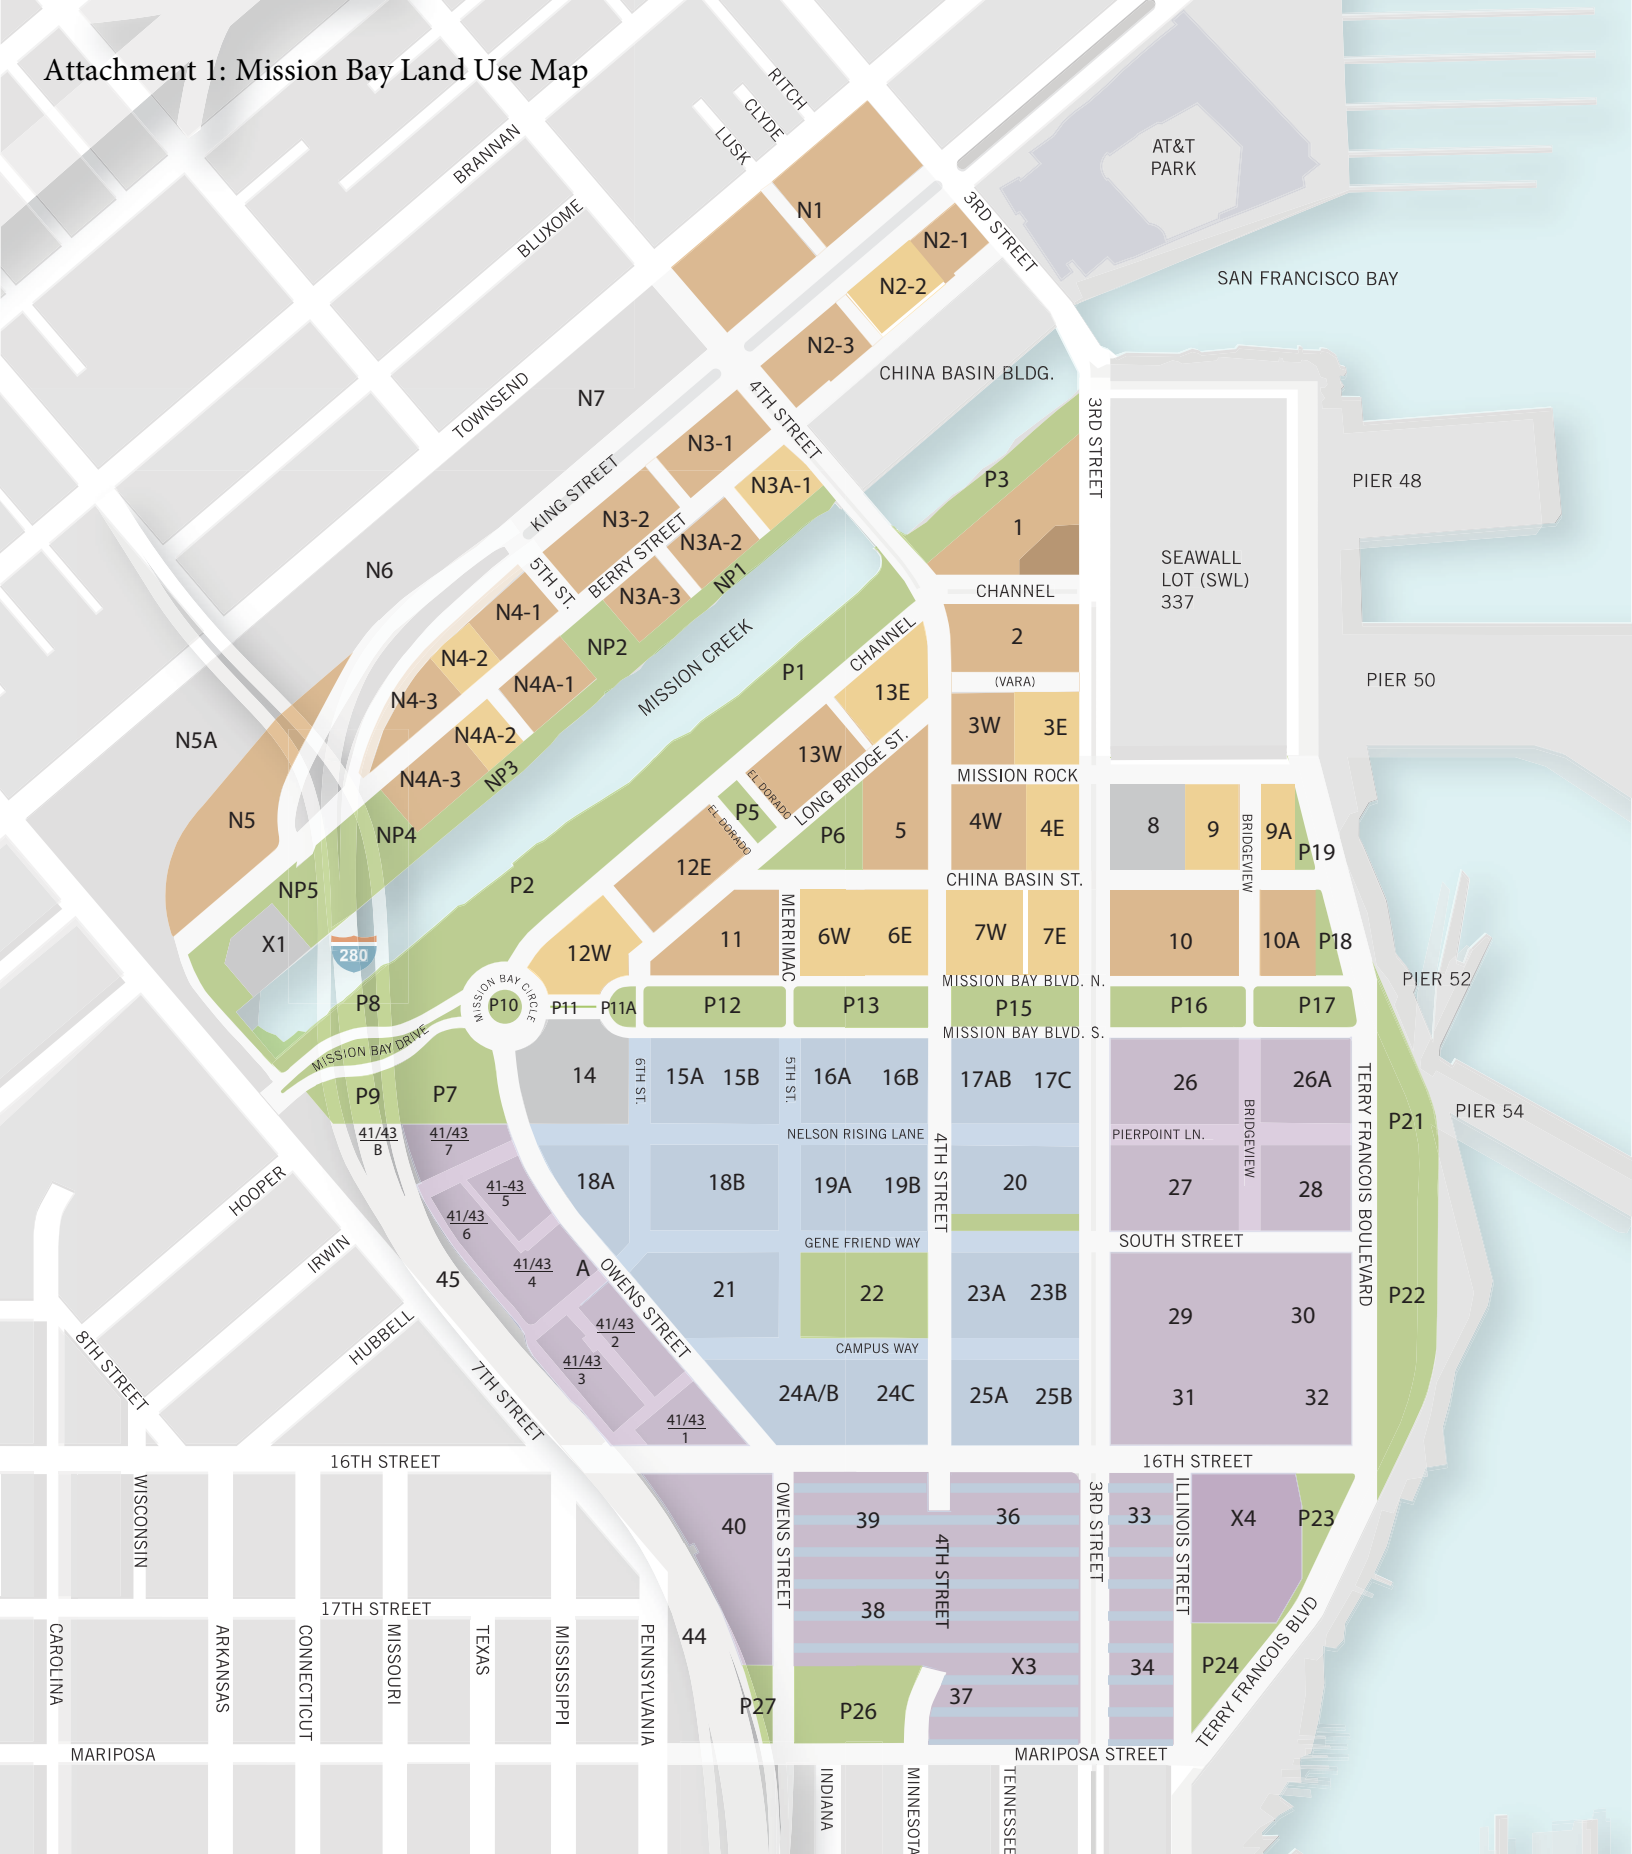 Attachment 1: Mission Bay Land Use Map
RITCH
CLYDE
LUSK
BRANNAN
BLUXOME
TOWNSEND
AT&T
PARK
3RD STREET
SAN FRANCISCO BAY
N1
N2-1
N2-2
N2-3
CHINA BASIN BLDG.
N7
4TH STREET
3RD STREET
N3-1
KING STREET
N3A-1
P3
PIER 48
N3-2
N3A-2
BERRY STREET
1
SEAWALL
LOT (SWL)
337
N6
5TH ST.
NP1
N4-1
N3A-3
CHANNEL
NP2
MISSION CREEK
CHANNEL
2
N4-2
P1
(VARA)
PIER 50
N4-3
N4A-1
13E
3W
3E
N5A
N4A-2
13W
LONG BRIDGE ST.
MISSION ROCK
N4A-3
NP3
EL DORADO
P5
EL DORADO
N5
NP4
P6
5
4W
4E
8
9
BRIDGEVIEW
9A
P19
12E
CHINA BASIN ST.
NP5
P2
MERRIMAC
X1
280
12W
11
6W
6E
7W
7E
10
10A
P18
PIER 52
MISSION BAY BLVD. N.
P8
MISSION BAY CIRCLE
P10
P11
P11A
P12
P13
P15
P16
P17
MISSION BAY BLVD. S.
MISSION BAY DRIVE
P9
P7
14
6TH ST.
15A
15B
5TH ST.
16A
16B
17AB
17C
26
26A
TERRY FRANCOIS BOULEVARD
P21
PIER 54
41/43
B
41/43
7
NELSON RISING LANE
4TH STREET
PIERPOINT LN.
BRIDGEVIEW
HOOPER
41-43
5
18A
18B
19A
19B
20
27
28
41/43
6
IRWIN
GENE FRIEND WAY
SOUTH STREET
45
41/43
4
A
OWENS STREET
21
22
23A
23B
29
30
P22
8TH STREET
HUBBELL
41/43
2
CAMPUS WAY
41/43
3
7TH STREET
24A/B
24C
25A
25B
31
32
41/43
1
16TH STREET
16TH STREET
WISCONSIN
40
OWENS STREET
39
36
4TH STREET
3RD STREET
33
ILLINOIS STREET
X4
P23
17TH STREET
38
CAROLINA
ARKANSAS
CONNECTICUT
MISSOURI
TEXAS
MISSISSIPPI
PENNSYLVANIA
44
X3
34
P24
TERRY FRANCOIS BLVD
P27
P26
37
MARIPOSA
MARIPOSA STREET
INDIANA
MINNESOTA
TENNESSEE